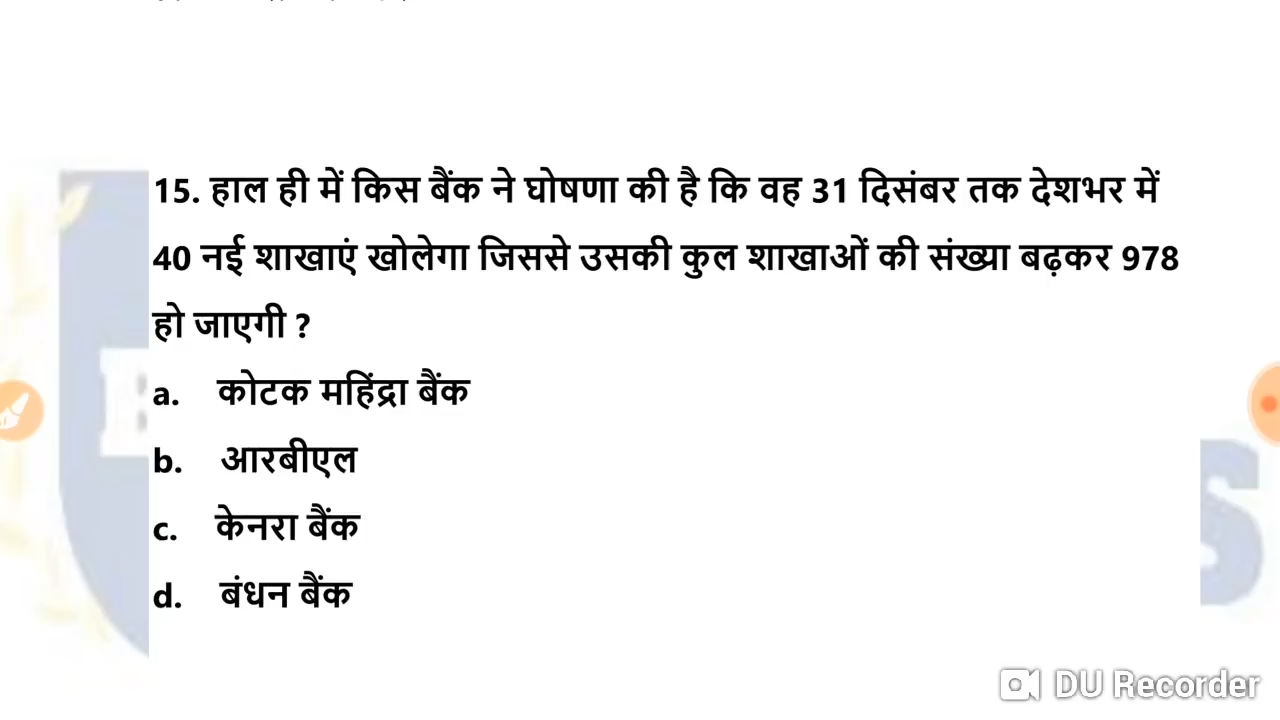 15. हाल ही में किस बैंक ने घोषणा की है कि वह 31 दिसंबर तक देशभर में
40 नई शाखाएं खोलेगा जिससे उसकी कुल शाखाओं की संख्या बढ़कर 978
हो जाएगी ?
a. कोटक महिंद्रा बैंक
b. आरबीएल
c. केनरा बैंक
d. बंधन बैंक
DU Recorder